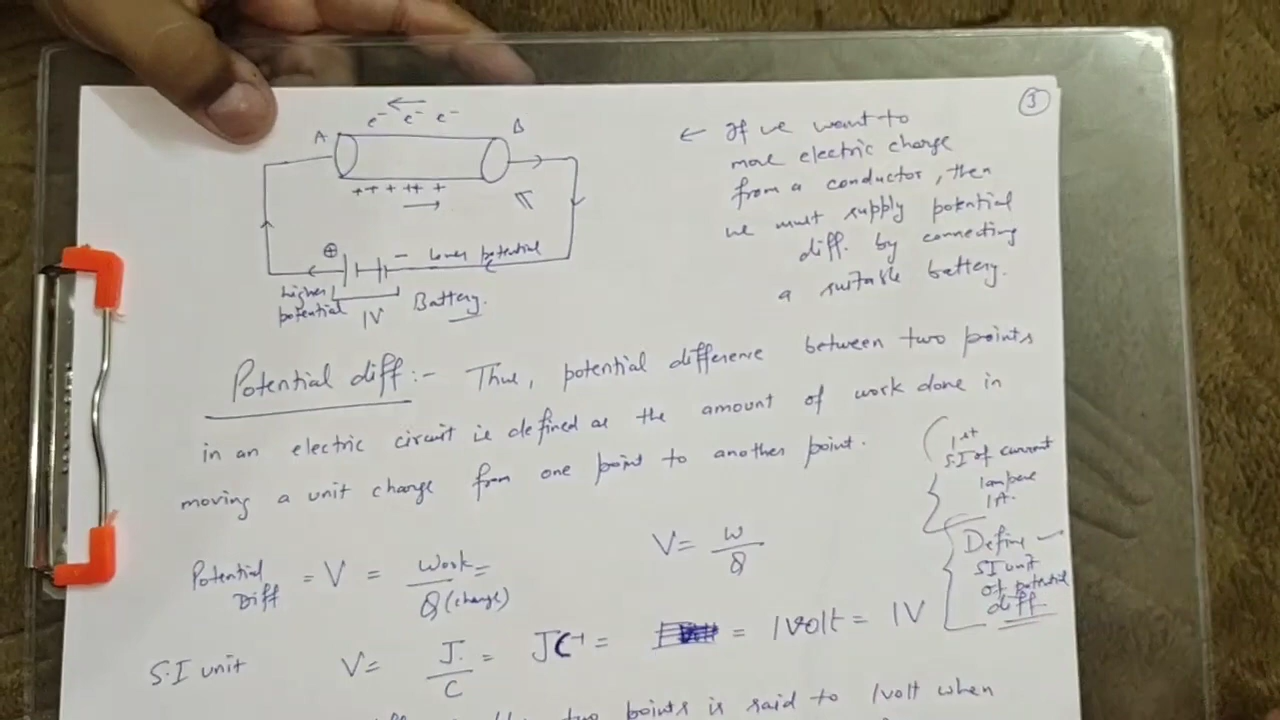 3
e⁻ e⁻ e⁻
A B
++ + ++ +
⊕ − Lower potential
higher
potential
1V Battery.
← If we want to
move electric charge
from a conductor, then
we must supply potential
diff. by connecting
a suitable battery.
Potential diff:- Thus, potential difference between two points
in an electric circuit is defined as the amount of work done in
moving a unit charge from one point to another point.
1st
S.I of current
1 ampere
1A.
Define
SI unit
of potential
diff
Potential
Diff = V = Work = / Q (charge)
V = W / Q
S.I unit V = J. / C = JC⁻¹ = = 1 Volt = 1V
two points is said to 1 volt when